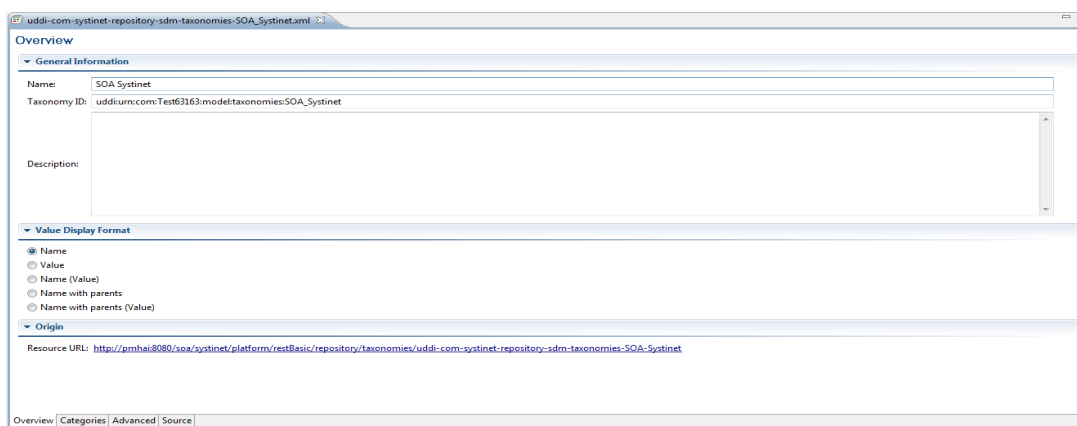 uddi-com-systinet-repository-sdm-taxonomies-SOA_Systinet.xml
Overview
General Information
Name: SOA Systinet
Taxonomy ID: uddi:urn:com:Test63163:model:taxonomies:SOA_Systinet
Description:
Value Display Format
Name
Value
Name (Value)
Name with parents
Name with parents (Value)
Origin
Resource URL: http://pmhai:8080/soa/systinet/platform/restBasic/repository/taxonomies/uddi-com-systinet-repository-sdm-taxonomies-SOA-Systinet
Overview Categories Advanced Source